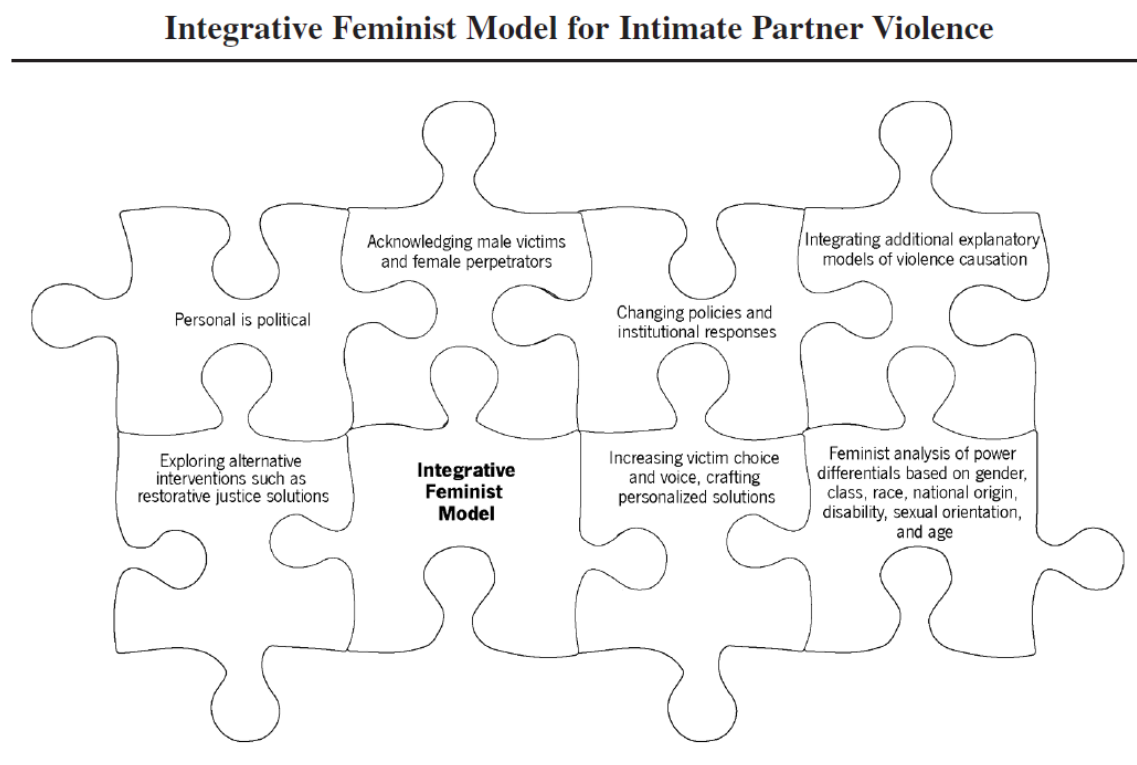 Integrative Feminist Model for Intimate Partner Violence
Acknowledging male victims
and female perpetrators
Integrating additional explanatory
models of violence causation
Personal is political
Changing policies and
institutional responses
Exploring alternative
interventions such as
restorative justice solutions
Integrative
Feminist
Model
Increasing victim choice
and voice, crafting
personalized solutions
Feminist analysis of power
differentials based on gender,
class, race, national origin,
disability, sexual orientation,
and age